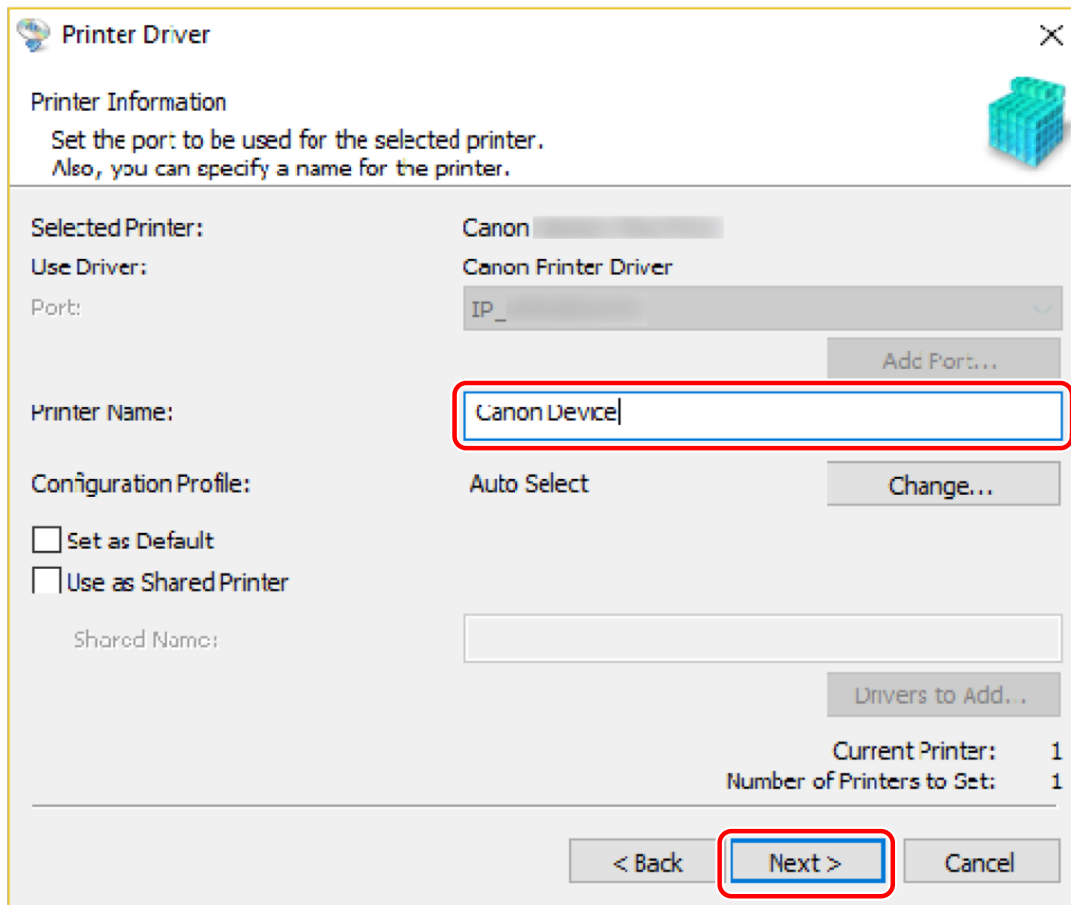 Printer Driver
Printer Information
Set the port to be used for the selected printer.
Also, you can specify a name for the printer.
Selected Printer: Canon
Use Driver: Canon Printer Driver
Port: IP_
Add Port...
Printer Name: Canon Device
Configuration Profile: Auto Select Change...
Set as Default
Use as Shared Printer
Shared Name:
Drivers to Add...
Current Printer: 1
Number of Printers to Set: 1
< Back Next > Cancel